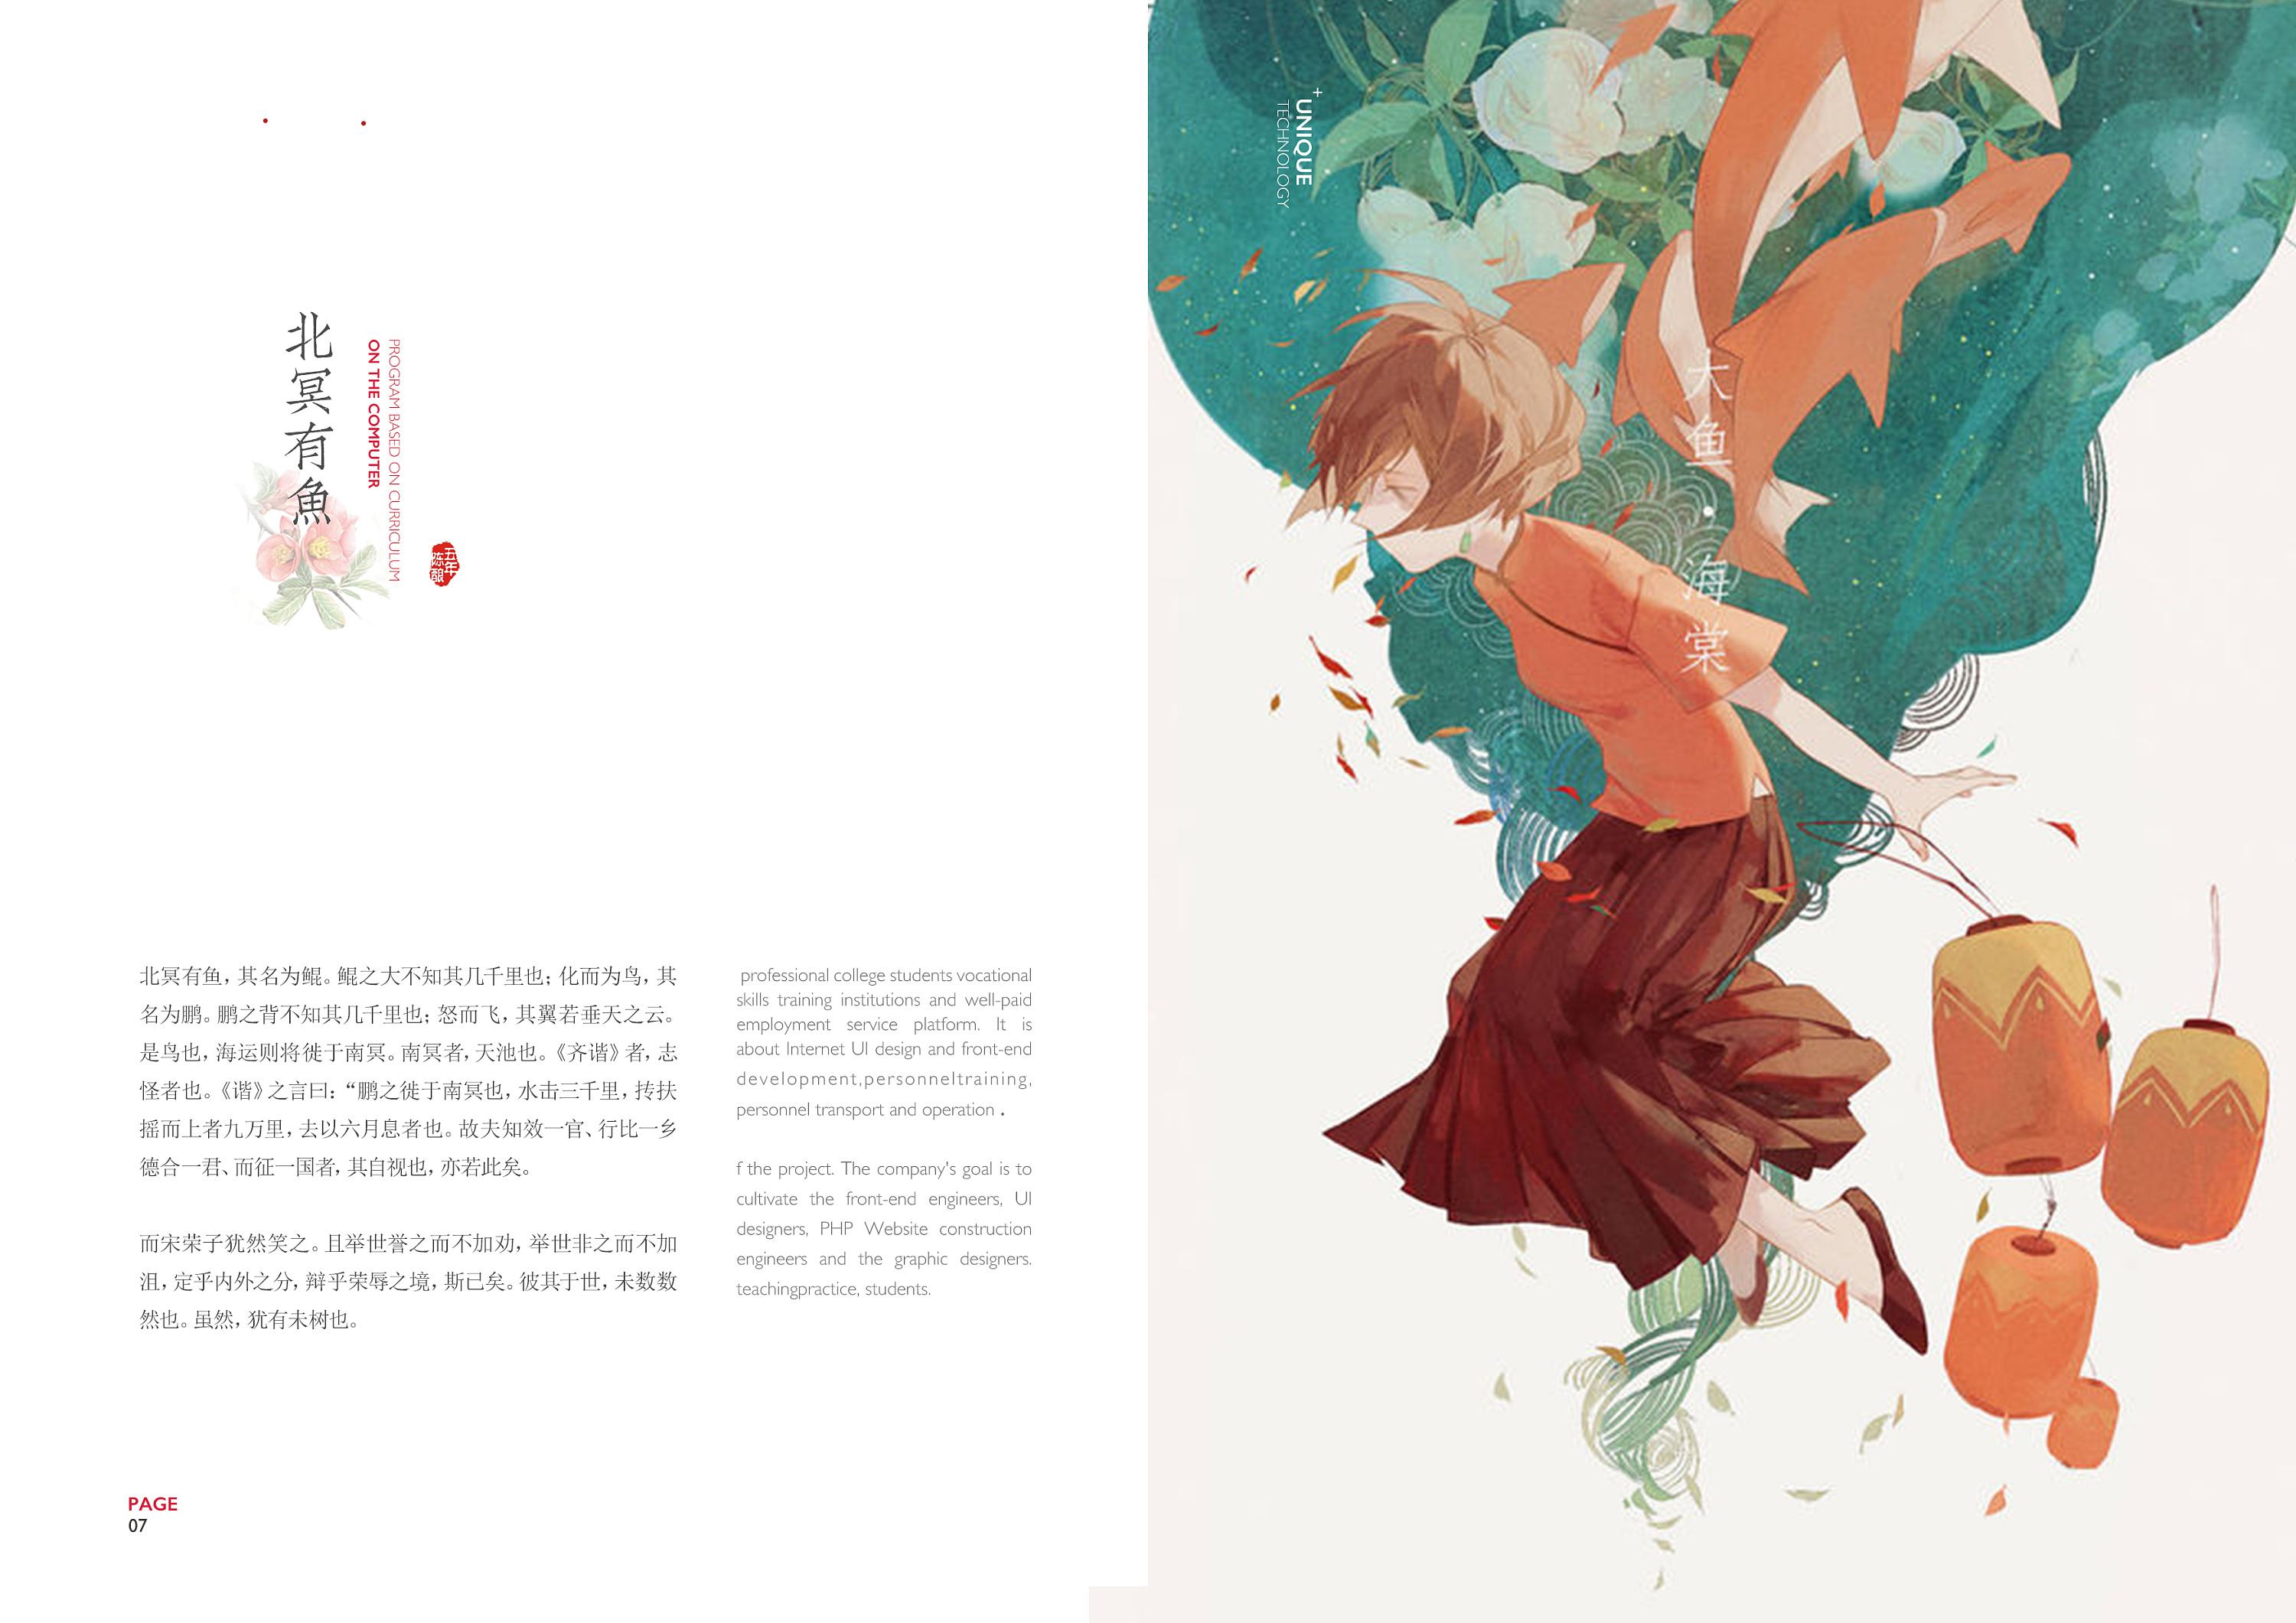 北冥有魚
PROGRAM BASED ON CURRICULUM
ON THE COMPUTER
五年
陈酿
北冥有鱼，其名为鲲。鲲之大不知其几千里也；化而为鸟，其
名为鹏。鹏之背不知其几千里也；怒而飞，其翼若垂天之云。
是鸟也，海运则将徙于南冥。南冥者，天池也。《齐谐》者，志
怪者也。《谐》之言曰：“鹏之徙于南冥也，水击三千里，抟扶
摇而上者九万里，去以六月息者也。故夫知效一官、行比一乡
德合一君、而征一国者，其自视也，亦若此矣。
而宋荣子犹然笑之。且举世誉之而不加劝，举世非之而不加
沮，定乎内外之分，辩乎荣辱之境，斯已矣。彼其于世，未数数
然也。虽然，犹有未树也。
professional college students vocational
skills training institutions and well-paid
employment service platform. It is
about Internet UI design and front-end
development,personneltraining,
personnel transport and operation .
f the project. The company's goal is to
cultivate the front-end engineers, UI
designers, PHP Website construction
engineers and the graphic designers.
teachingpractice, students.
PAGE
07
+
UNIQUE
TECHNOLOGY
大鱼·海棠